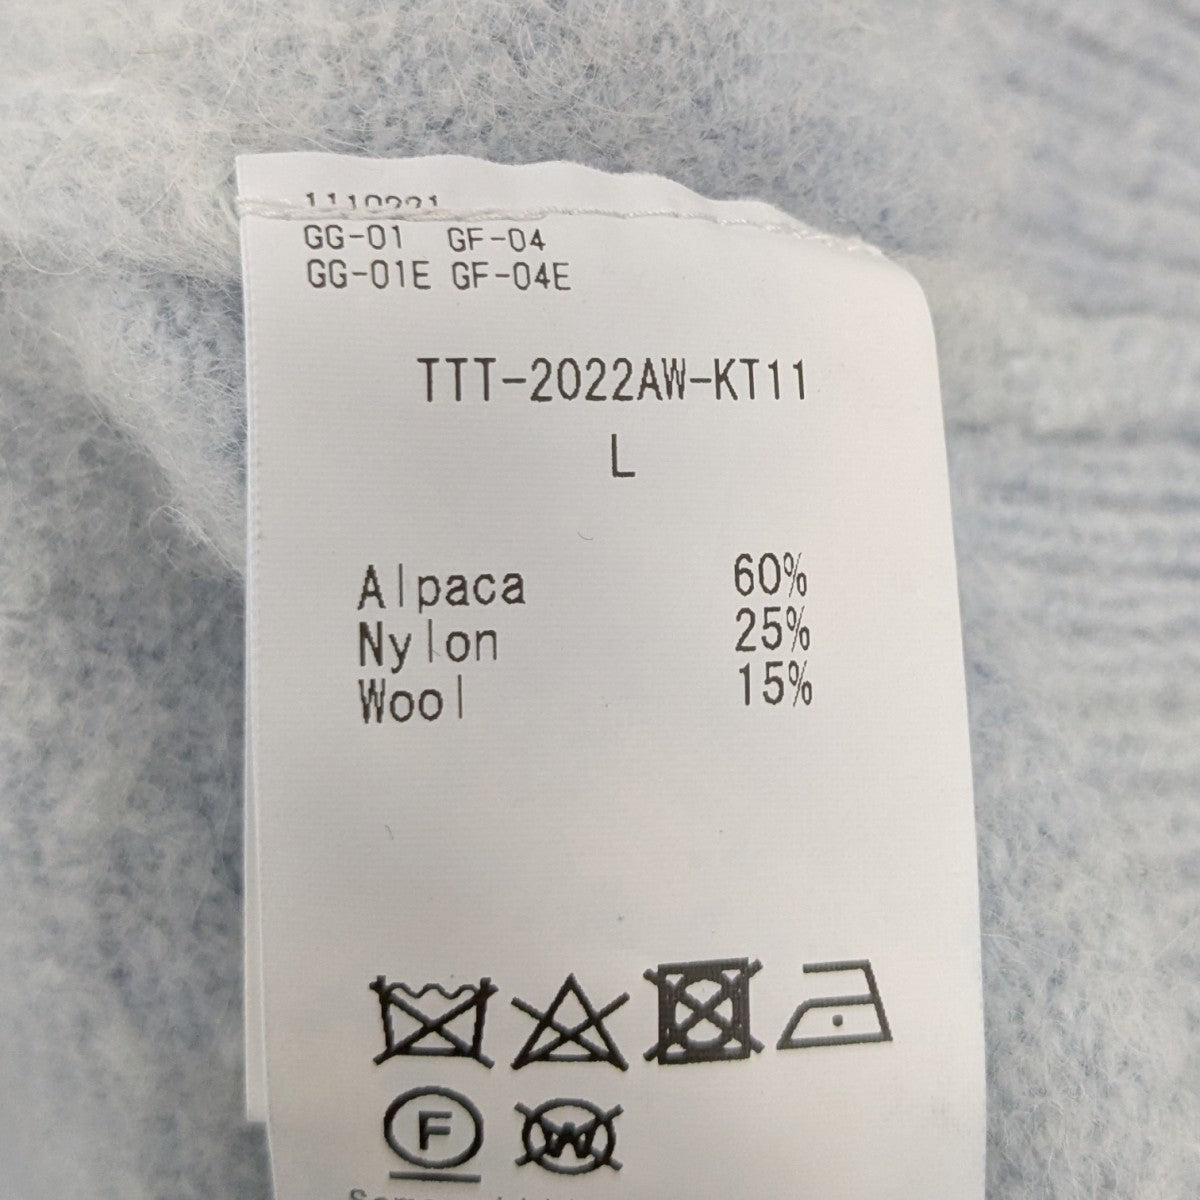 GG-01 GF-04
GG-01E GF-04E
TTT-2022AW-KT11
L
Alpaca 60%
Nylon 25%
Wool 15%
F
W